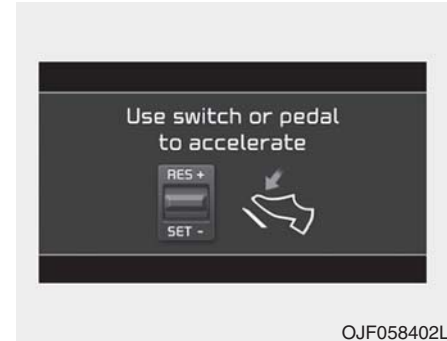 Use switch or pedal
to accelerate
RES +
SET -
OJF058402L